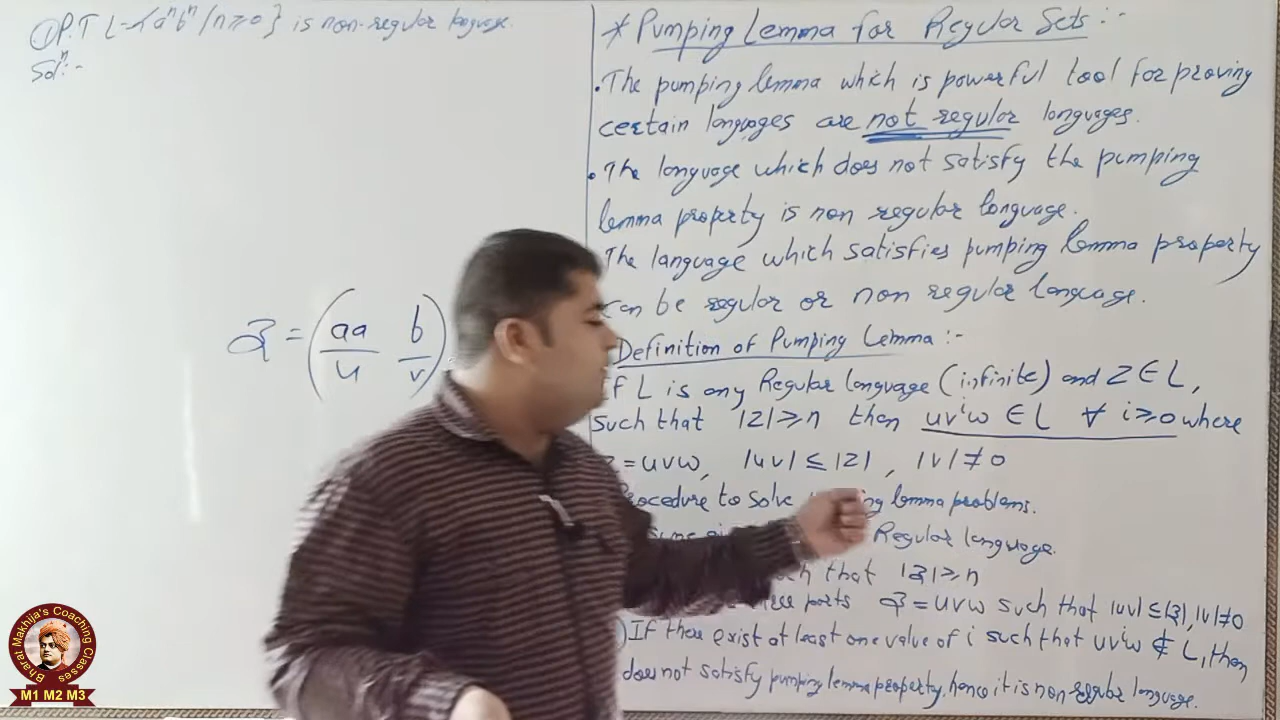 ① P.T L = {aⁿbⁿ / n≥0} is non-regular language.
Solⁿ:-
z = (aa b)
u v
* Pumping Lemma for Regular Sets:-
• The pumping lemma which is powerful tool for proving
certain languages are not regular languages.
• The language which does not satisfy the pumping
lemma property is non regular language.
The language which satisfies pumping lemma property
can be regular or non regular language.
Definition of Pumping Lemma:-
If L is any Regular language (infinite) and Z ∈ L,
such that |z| ≥ n then uvⁱw ∈ L ∀ i≥0 where
= uvw, |uv| ≤ |z|, |v| ≠ 0
Procedure to solve lemma problems.
Regular language.
that |z| ≥ n
parts z = uvw such that |uv| ≤ |z|, |v| ≠ 0
) If there exist at least one value of i such that uvⁱw ∉ L, then
does not satisfy pumping lemma property, hence it is non regular language.
Bharat Makhija's Coaching Classes
M1 M2 M3